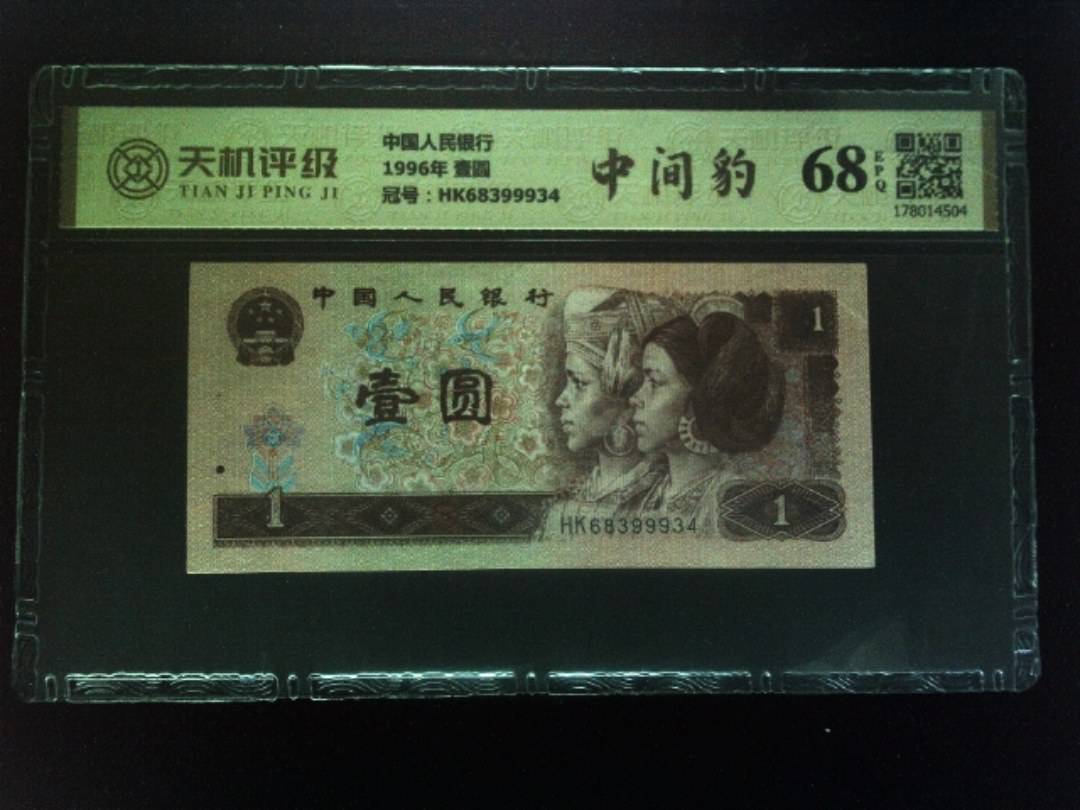 天机评级
TIAN JI PING JI
中国人民银行
1996年 壹圆
冠号：HK68399934
中间豹
68
EPQ
178014504
中国人民银行
1
壹圆
1
HK68399934
1